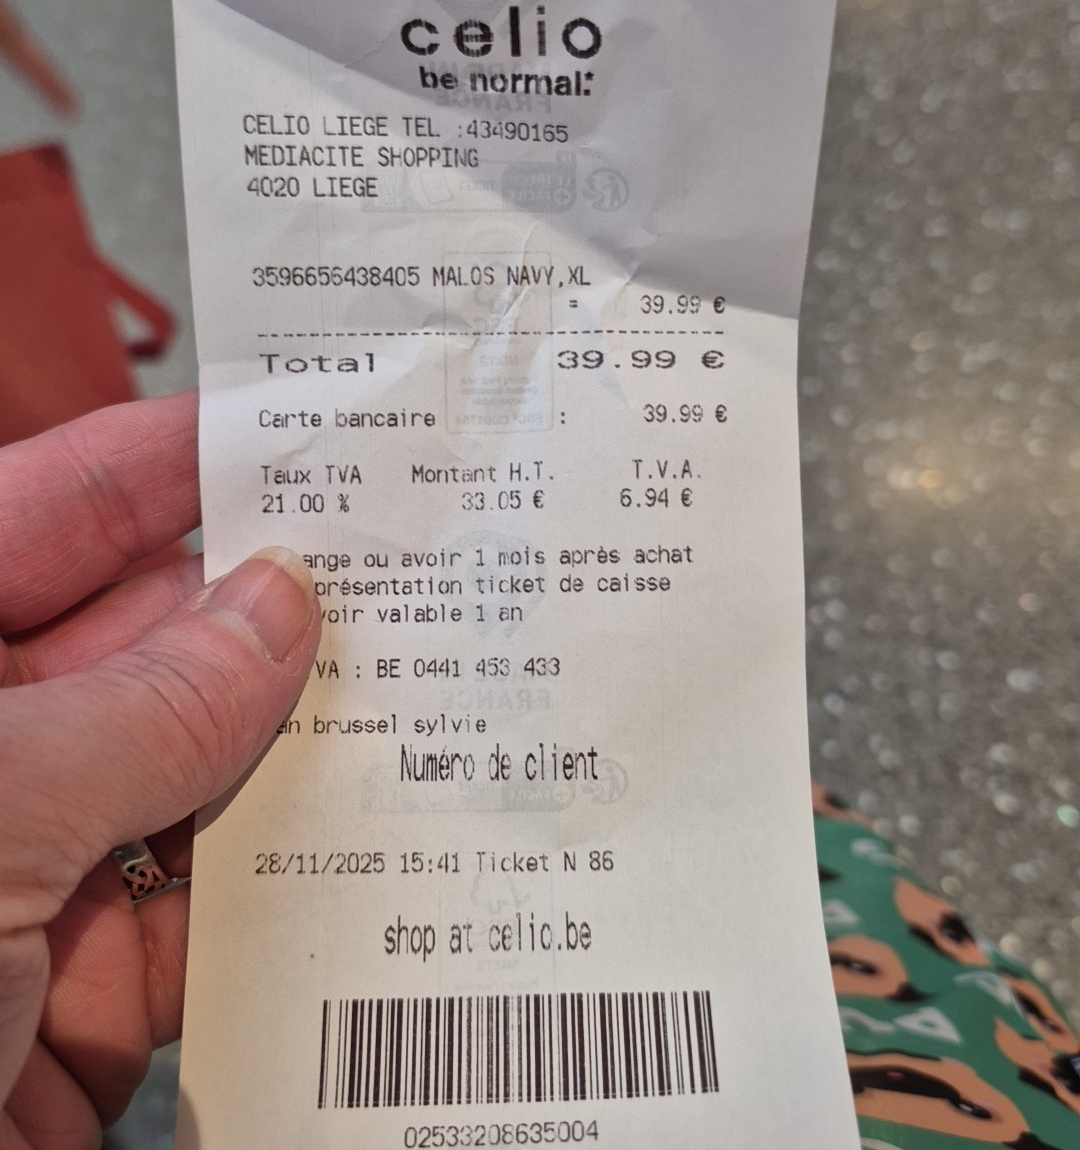 celio
be normal:*
CELIO LIEGE TEL :43490165
MEDIACITE SHOPPING
4020 LIEGE
3596656438405 MALOS NAVY,XL
= 39.99 €
Total 39.99 €
Carte bancaire : 39.99 €
Taux TVA Montant H.T. T.V.A.
21.00 % 33.05 € 6.94 €
ange ou avoir 1 mois après achat
présentation ticket de caisse
voir valable 1 an
VA : BE 0441 453 433
an brussel sylvie
Numéro de client
28/11/2025 15:41 Ticket N 86
shop at celio.be
02533208635004